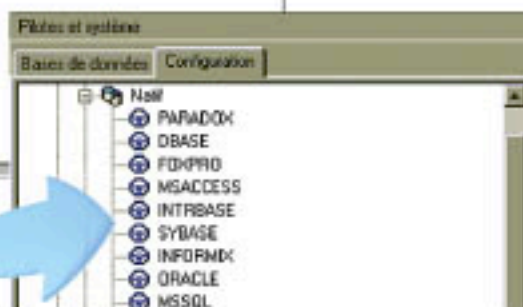 Pilotes et système
Bases de données Configuration
Natif
PARADOX
DBASE
FOXPRO
MSACCESS
INTRBASE
SYBASE
INFORMIX
ORACLE
MSSQL